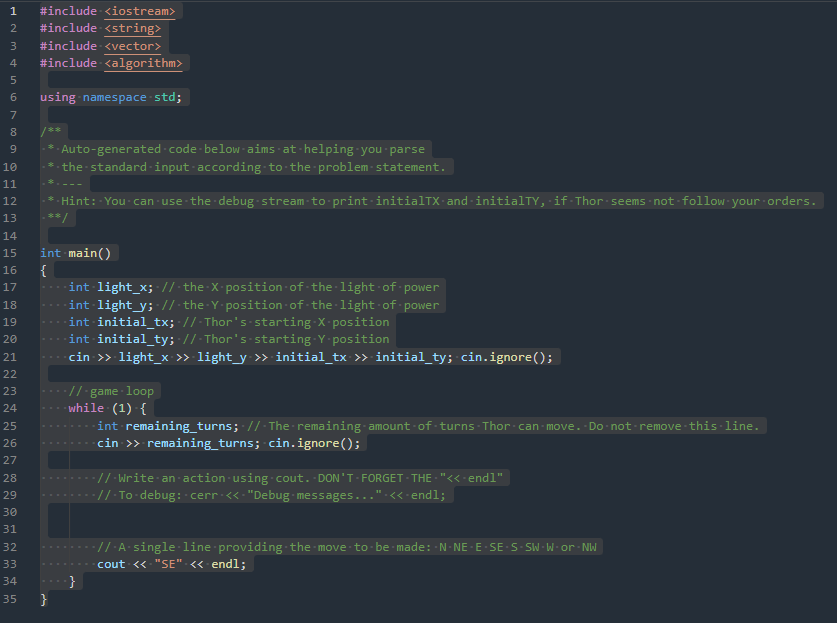 1 #include <iostream>
2 #include <string>
3 #include <vector>
4 #include <algorithm>
5
6 using namespace std;
7
8 /**
9  * Auto-generated code below aims at helping you parse
10  * the standard input according to the problem statement.
11  * ---
12  * Hint: You can use the debug stream to print initialTX and initialTY, if Thor seems not follow your orders.
13  **/
14
15 int main()
16 {
17     int light_x; // the X position of the light of power
18     int light_y; // the Y position of the light of power
19     int initial_tx; // Thor's starting X position
20     int initial_ty; // Thor's starting Y position
21     cin >> light_x >> light_y >> initial_tx >> initial_ty; cin.ignore();
22
23     // game loop
24     while (1) {
25         int remaining_turns; // The remaining amount of turns Thor can move. Do not remove this line.
26         cin >> remaining_turns; cin.ignore();
27
28         // Write an action using cout. DON'T FORGET THE "<< endl"
29         // To debug: cerr << "Debug messages..." << endl;
30
31
32         // A single line providing the move to be made: N NE E SE S SW W or NW
33         cout << "SE" << endl;
34     }
35 }